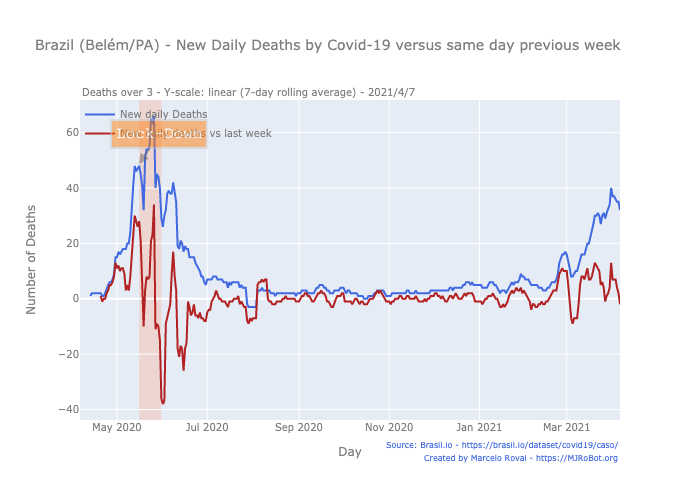 Brazil (Belém/PA) - New Daily Deaths by Covid-19 versus same day previous week
Deaths over 3 - Y-scale: linear (7-day rolling average) - 2021/4/7
New daily Deaths
Lock-Down
vs last week
60
40
20
0
−20
−40
Number of Deaths
May 2020
Jul 2020
Sep 2020
Nov 2020
Jan 2021
Mar 2021
Day
Source: Brasil.io - https://brasil.io/dataset/covid19/caso/
Created by Marcelo Rovai - https://MJRoBot.org